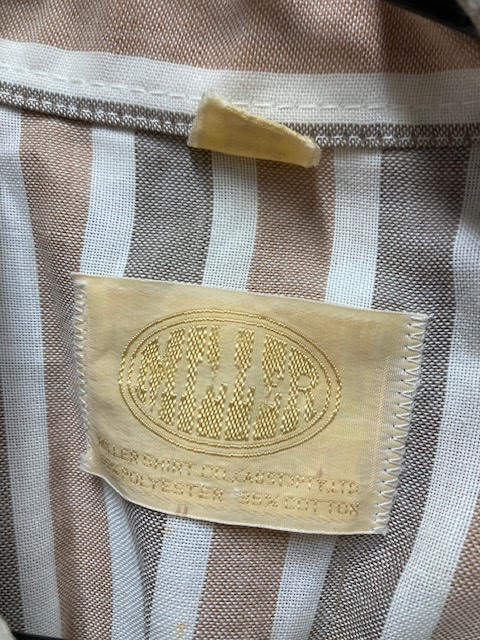 MILLER
MILLER SHIRT CO. (AUST) PTY. LTD.
POLYESTER 35% COTTON